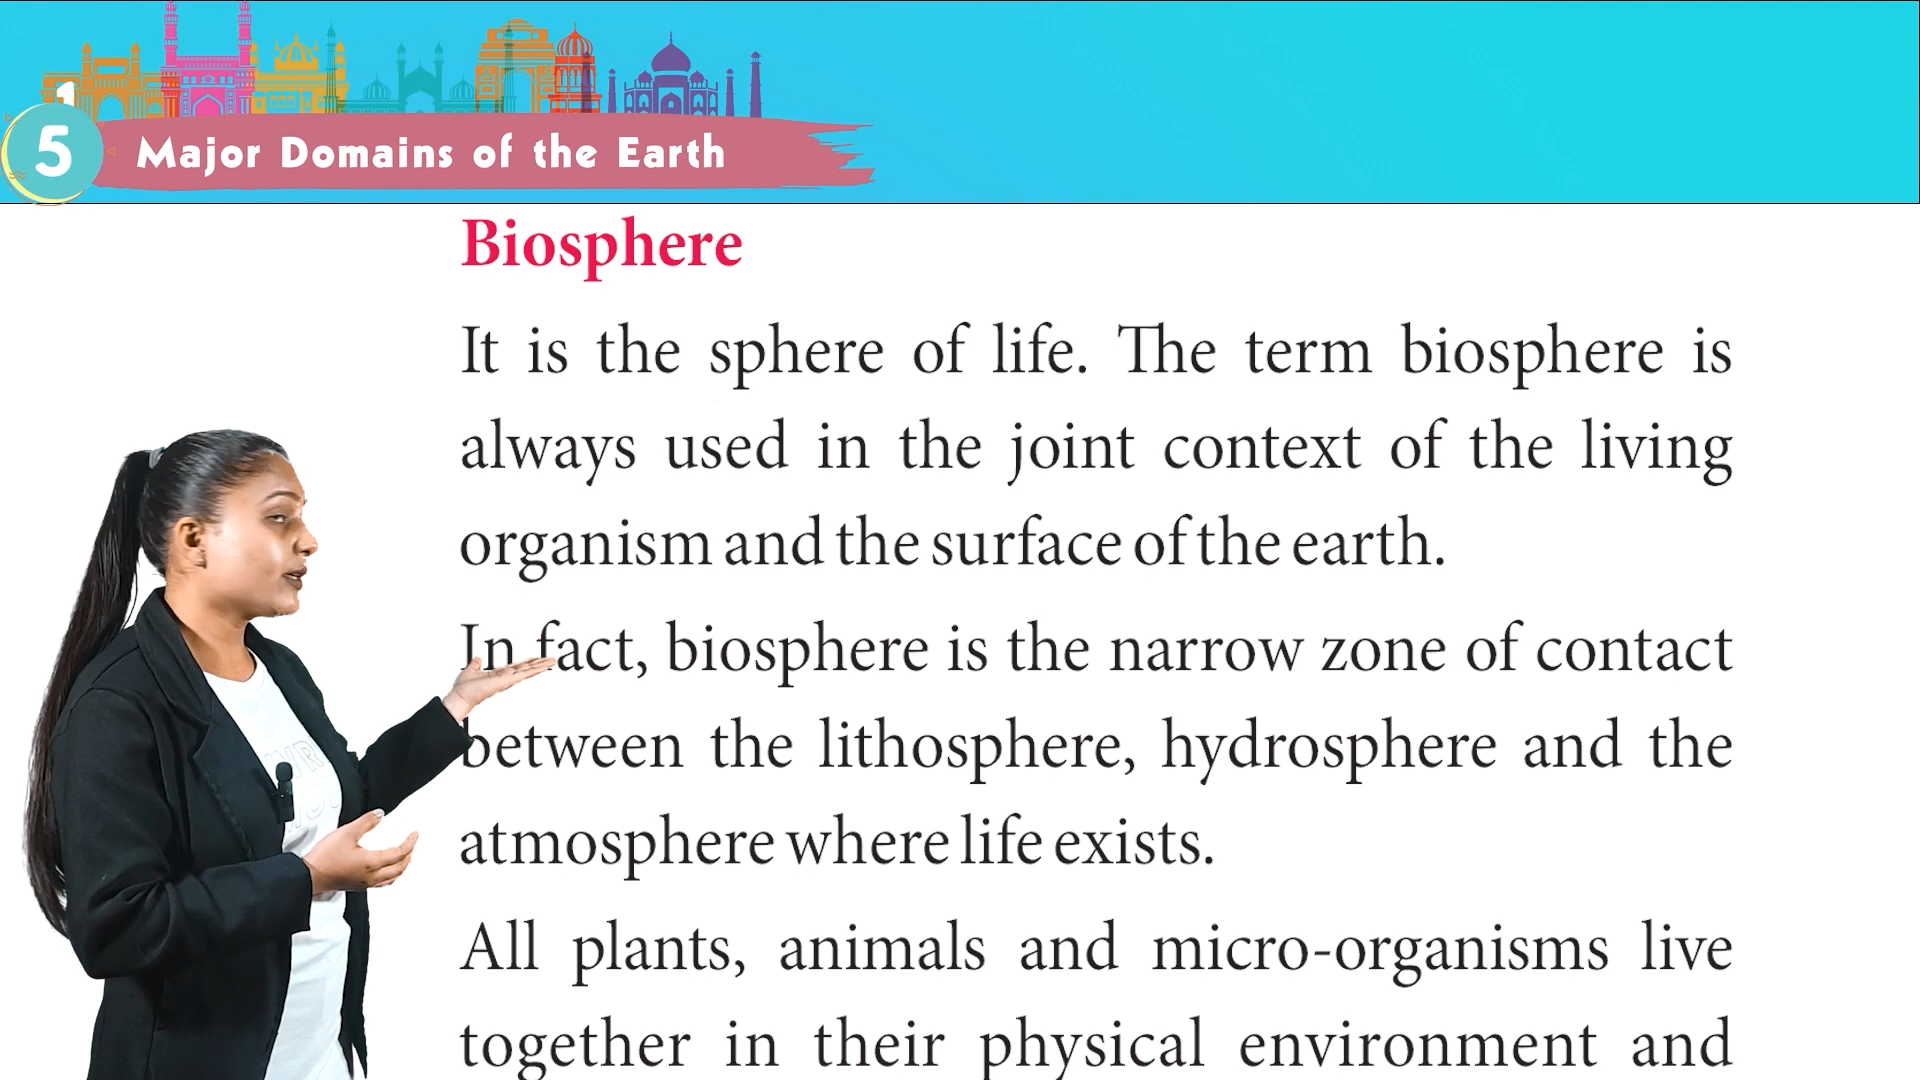 5
Major Domains of the Earth
Biosphere
It is the sphere of life. The term biosphere is
always used in the joint context of the living
organism and the surface of the earth.
In fact, biosphere is the narrow zone of contact
between the lithosphere, hydrosphere and the
atmosphere where life exists.
All plants, animals and micro-organisms live
together in their physical environment and